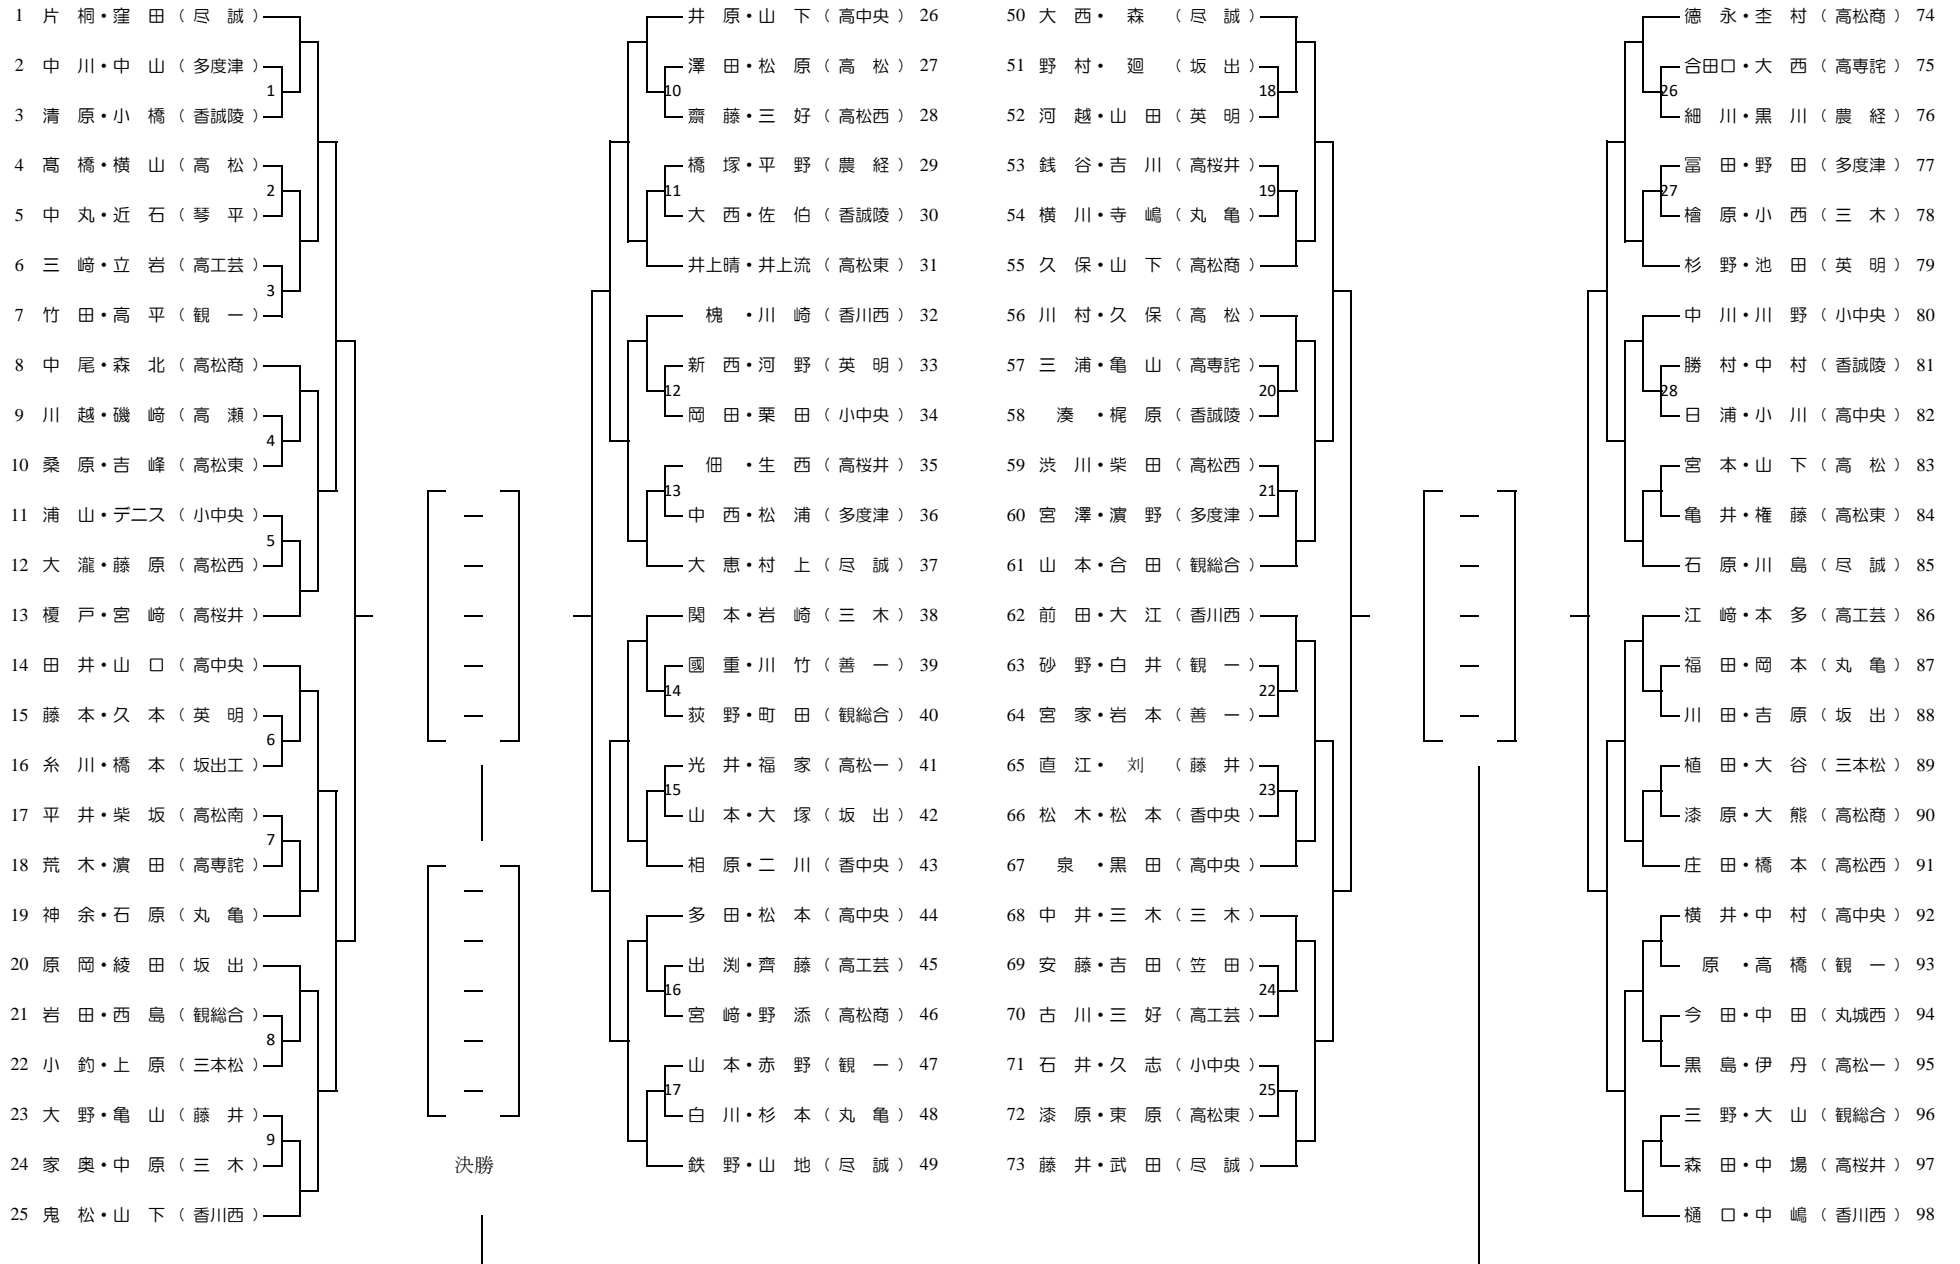 1 片 桐・窪 田 （ 尽 誠 ）
2 中 川・中 山 （ 多度津 ）
1
3 清 原・小 橋 （ 香誠陵 ）
4 髙 橋・横 山 （ 高 松 ）
2
5 中 丸・近 石 （ 琴 平 ）
6 三 﨑・立 岩 （ 高工芸 ）
3
7 竹 田・高 平 （ 観 一 ）
8 中 尾・森 北 （ 高松商 ）
9 川 越・磯 﨑 （ 高 瀬 ）
4
10 桑 原・吉 峰 （ 高松東 ）
11 浦 山・デニス （ 小中央 ）
5
12 大 瀧・藤 原 （ 高松西 ）
13 榎 戸・宮 﨑 （ 高桜井 ）
14 田 井・山 口 （ 高中央 ）
15 藤 本・久 本 （ 英 明 ）
6
16 糸 川・橋 本 （ 坂出工 ）
17 平 井・柴 坂 （ 高松南 ）
7
18 荒 木・濵 田 （ 高専詫 ）
19 神 余・石 原 （ 丸 亀 ）
20 原 岡・綾 田 （ 坂 出 ）
21 岩 田・西 島 （ 観総合 ）
8
22 小 釣・上 原 （ 三本松 ）
23 大 野・亀 山 （ 藤 井 ）
9
24 家 奥・中 原 （ 三 木 ）
25 鬼 松・山 下 （ 香川西 ）
決勝
井 原・山 下 （ 高中央 ） 26
澤 田・松 原 （ 高 松 ） 27
10
齋 藤・三 好 （ 高松西 ） 28
橋 塚・平 野 （ 農 経 ） 29
11
大 西・佐 伯 （ 香誠陵 ） 30
井上晴・井上流 （ 高松東 ） 31
槐 ・川 崎 （ 香川西 ） 32
新 西・河 野 （ 英 明 ） 33
12
岡 田・栗 田 （ 小中央 ） 34
佃 ・生 西 （ 高桜井 ） 35
13
中 西・松 浦 （ 多度津 ） 36
大 恵・村 上 （ 尽 誠 ） 37
関 本・岩 崎 （ 三 木 ） 38
國 重・川 竹 （ 善 一 ） 39
14
荻 野・町 田 （ 観総合 ） 40
光 井・福 家 （ 高松一 ） 41
15
山 本・大 塚 （ 坂 出 ） 42
相 原・二 川 （ 香中央 ） 43
多 田・松 本 （ 高中央 ） 44
出 渕・齊 藤 （ 高工芸 ） 45
16
宮 﨑・野 添 （ 高松商 ） 46
山 本・赤 野 （ 観 一 ） 47
17
白 川・杉 本 （ 丸 亀 ） 48
鉄 野・山 地 （ 尽 誠 ） 49
50 大 西・ 森 （ 尽 誠 ）
51 野 村・ 廻 （ 坂 出 ）
18
52 河 越・山 田 （ 英 明 ）
53 銭 谷・吉 川 （ 高桜井 ）
19
54 横 川・寺 嶋 （ 丸 亀 ）
55 久 保・山 下 （ 高松商 ）
56 川 村・久 保 （ 高 松 ）
57 三 浦・亀 山 （ 高専詫 ）
20
58 湊 ・梶 原 （ 香誠陵 ）
59 渋 川・柴 田 （ 高松西 ）
21
60 宮 澤・濵 野 （ 多度津 ）
61 山 本・合 田 （ 観総合 ）
62 前 田・大 江 （ 香川西 ）
63 砂 野・白 井 （ 観 一 ）
22
64 宮 家・岩 本 （ 善 一 ）
65 直 江・ 刘 （ 藤 井 ）
23
66 松 木・松 本 （ 香中央 ）
67 泉 ・黒 田 （ 高中央 ）
68 中 井・三 木 （ 三 木 ）
69 安 藤・吉 田 （ 笠 田 ）
24
70 古 川・三 好 （ 高工芸 ）
71 石 井・久 志 （ 小中央 ）
25
72 漆 原・東 原 （ 高松東 ）
73 藤 井・武 田 （ 尽 誠 ）
德 永・杢 村 （ 高松商 ） 74
合田口・大 西 （ 高専詫 ） 75
26
細 川・黒 川 （ 農 経 ） 76
冨 田・野 田 （ 多度津 ） 77
27
檜 原・小 西 （ 三 木 ） 78
杉 野・池 田 （ 英 明 ） 79
中 川・川 野 （ 小中央 ） 80
勝 村・中 村 （ 香誠陵 ） 81
28
日 浦・小 川 （ 高中央 ） 82
宮 本・山 下 （ 高 松 ） 83
亀 井・権 藤 （ 高松東 ） 84
石 原・川 島 （ 尽 誠 ） 85
江 﨑・本 多 （ 高工芸 ） 86
福 田・岡 本 （ 丸 亀 ） 87
川 田・吉 原 （ 坂 出 ） 88
植 田・大 谷 （ 三本松 ） 89
漆 原・大 熊 （ 高松商 ） 90
庄 田・橋 本 （ 高松西 ） 91
横 井・中 村 （ 高中央 ） 92
原 ・高 橋 （ 観 一 ） 93
今 田・中 田 （ 丸城西 ） 94
黒 島・伊 丹 （ 高松一 ） 95
三 野・大 山 （ 観総合 ） 96
森 田・中 場 （ 高桜井 ） 97
樋 口・中 嶋 （ 香川西 ） 98